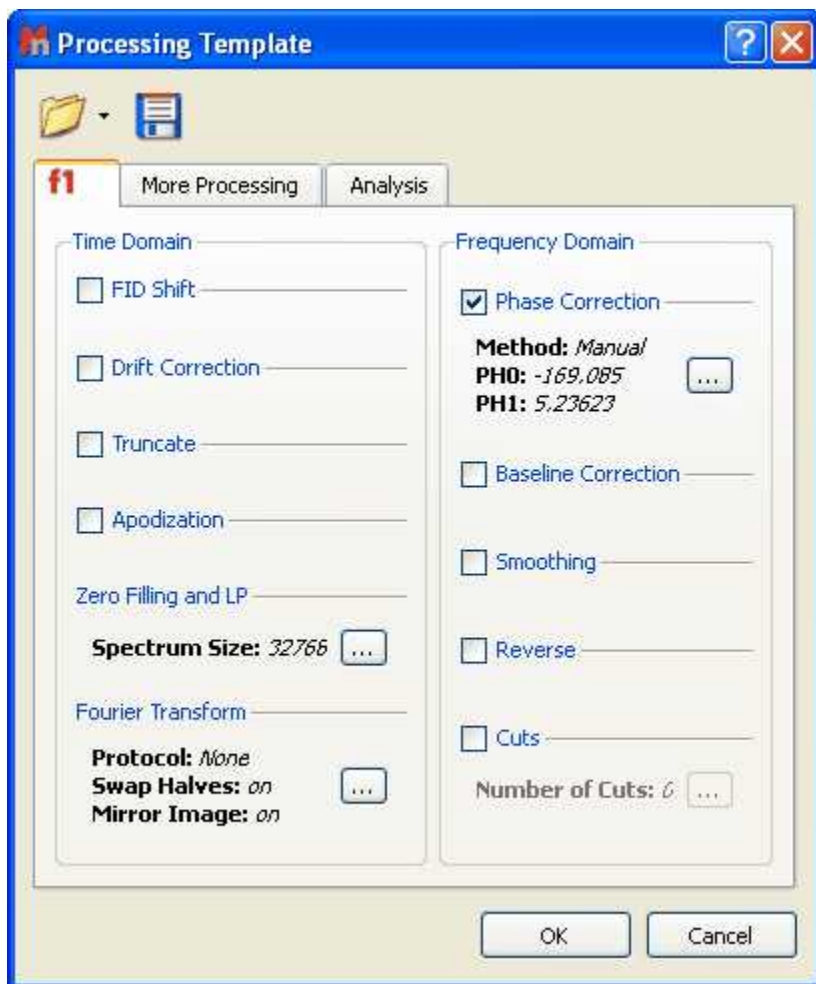 Processing Template
f1
More Processing
Analysis
Time Domain
FID Shift
Drift Correction
Truncate
Apodization
Zero Filling and LP
Spectrum Size: 32768 ...
Fourier Transform
Protocol: None
Swap Halves: on
Mirror Image: on
...
Frequency Domain
Phase Correction
Method: Manual
PH0: -169,085
PH1: 5,23623
...
Baseline Correction
Smoothing
Reverse
Cuts
Number of Cuts: ...
OK
Cancel